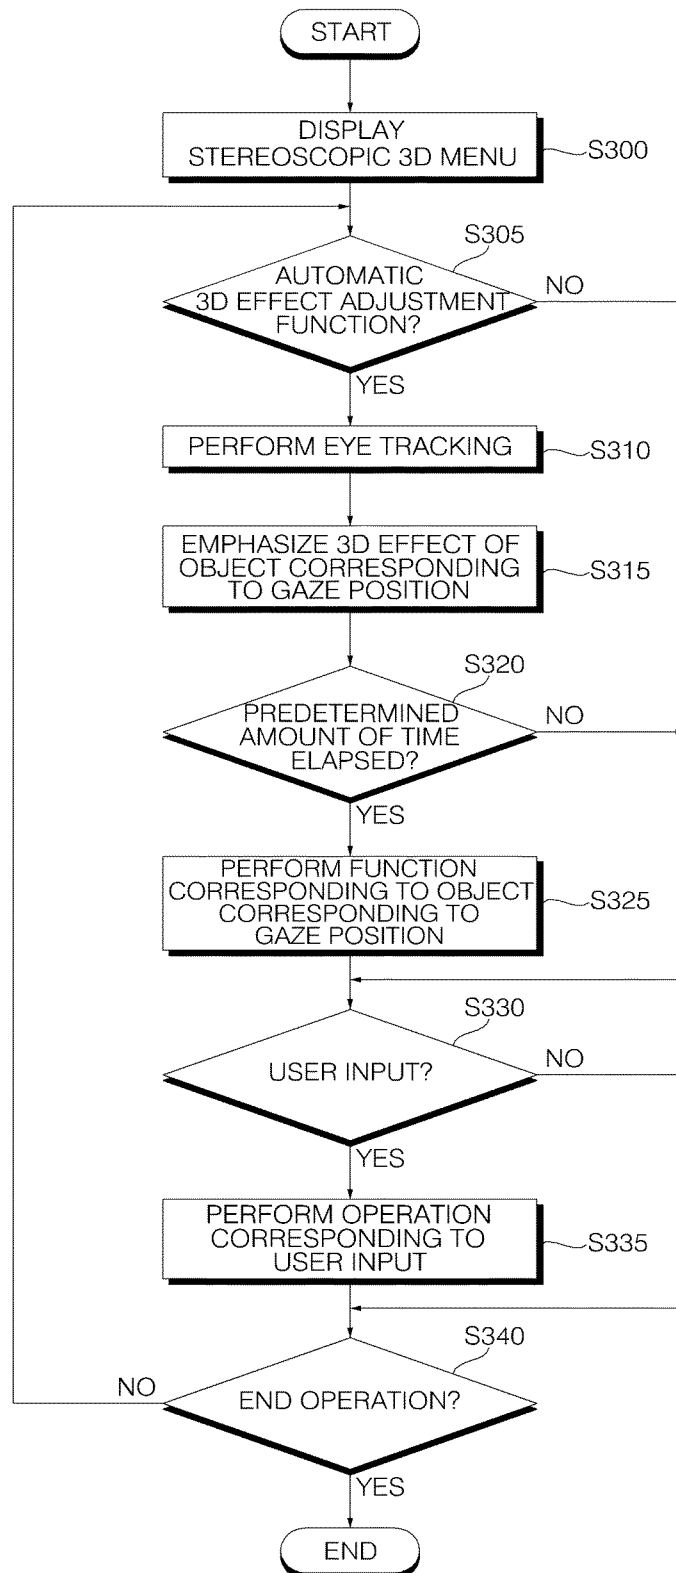 START
DISPLAY
STEREOSCOPIC 3D MENU
S300
S305
AUTOMATIC
3D EFFECT ADJUSTMENT
FUNCTION?
NO
YES
PERFORM EYE TRACKING
S310
EMPHASIZE 3D EFFECT OF
OBJECT CORRESPONDING
TO GAZE POSITION
S315
S320
PREDETERMINED
AMOUNT OF TIME
ELAPSED?
NO
YES
PERFORM FUNCTION
CORRESPONDING TO OBJECT
CORRESPONDING TO
GAZE POSITION
S325
S330
USER INPUT?
NO
YES
PERFORM OPERATION
CORRESPONDING TO
USER INPUT
S335
S340
NO
END OPERATION?
YES
END